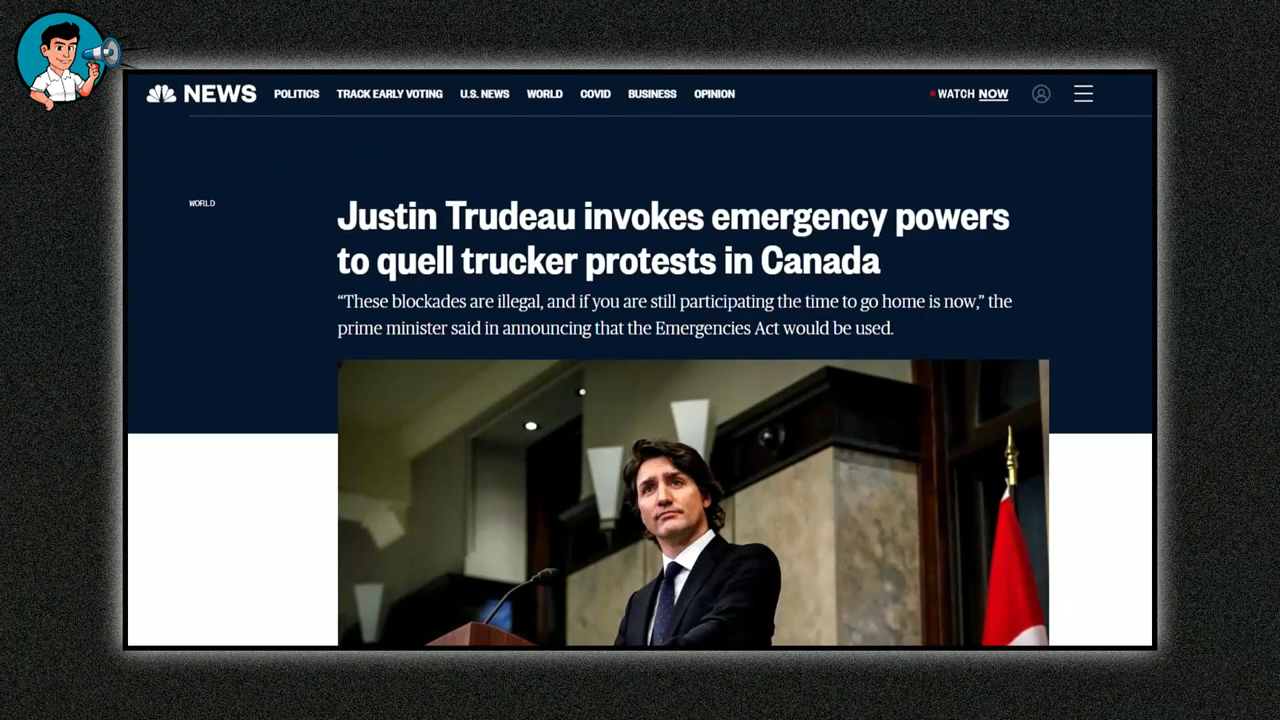 NEWS POLITICS TRACK EARLY VOTING U.S. NEWS WORLD COVID BUSINESS OPINION WATCH NOW
WORLD
Justin Trudeau invokes emergency powers
to quell trucker protests in Canada
“These blockades are illegal, and if you are still participating the time to go home is now,” the
prime minister said in announcing that the Emergencies Act would be used.